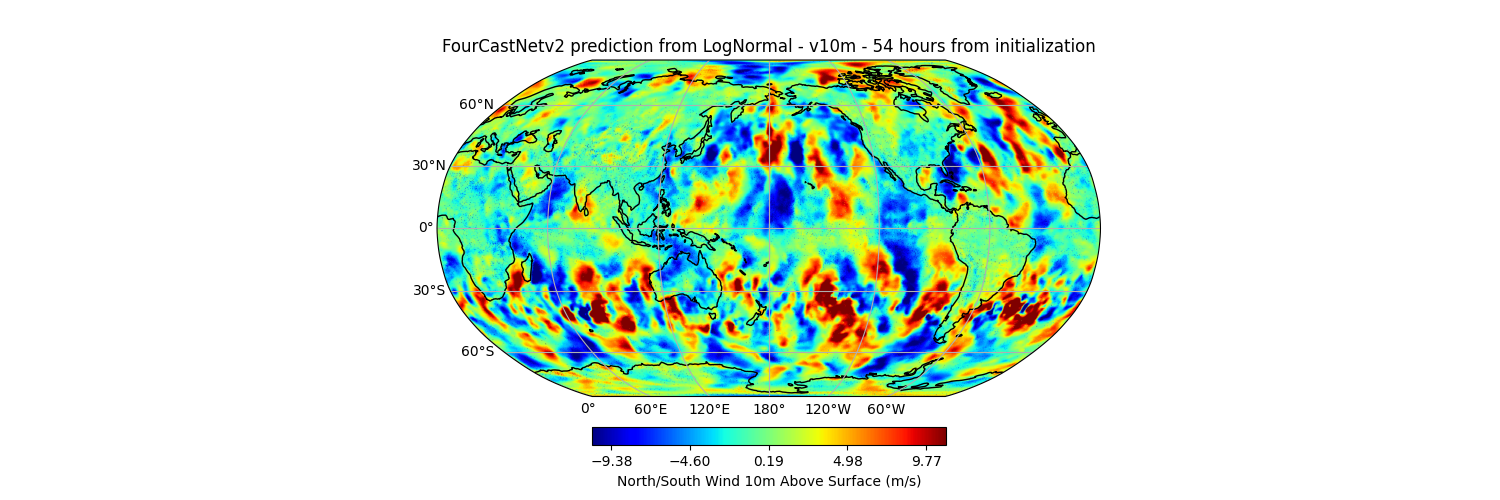 FourCastNetv2 prediction from LogNormal - v10m - 54 hours from initialization
60°N
30°N
0°
30°S
60°S
0° 60°E 120°E 180° 120°W 60°W
−9.38 −4.60 0.19 4.98 9.77
North/South Wind 10m Above Surface (m/s)